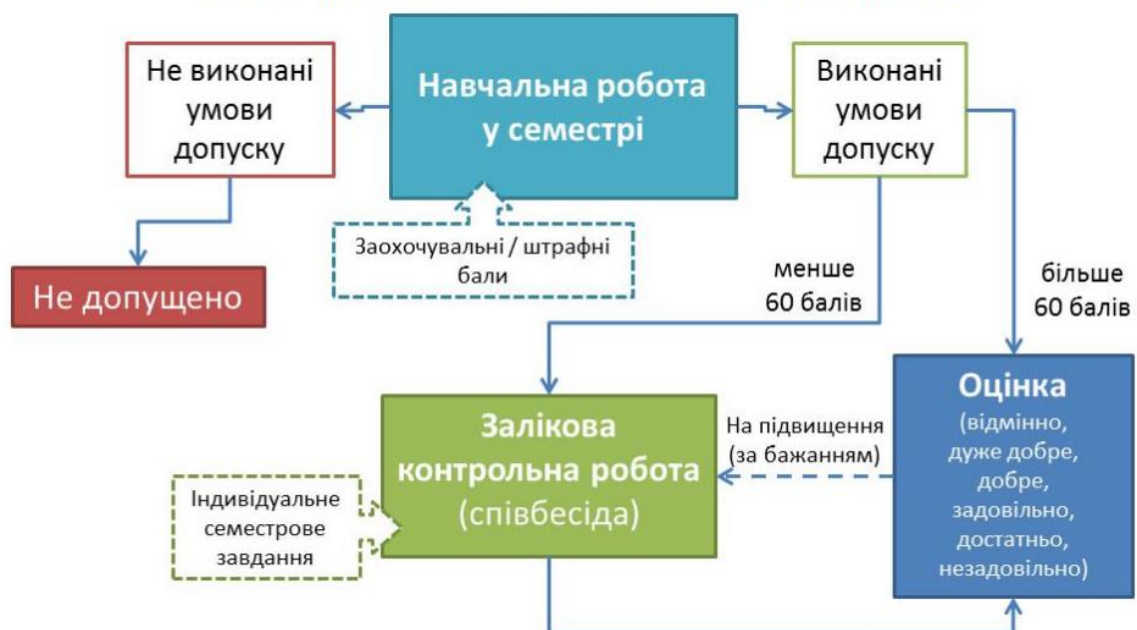 Не виконані
умови
допуску
Навчальна робота
у семестрі
Виконані
умови
допуску
Заохочувальні / штрафні
бали
Не допущено
менше
60 балів
більше
60 балів
Залікова
контрольна робота
(співбесіда)
На підвищення
(за бажанням)
Оцінка
(відмінно,
дуже добре,
добре,
задовільно,
достатньо,
незадовільно)
Індивідуальне
семестрове
завдання